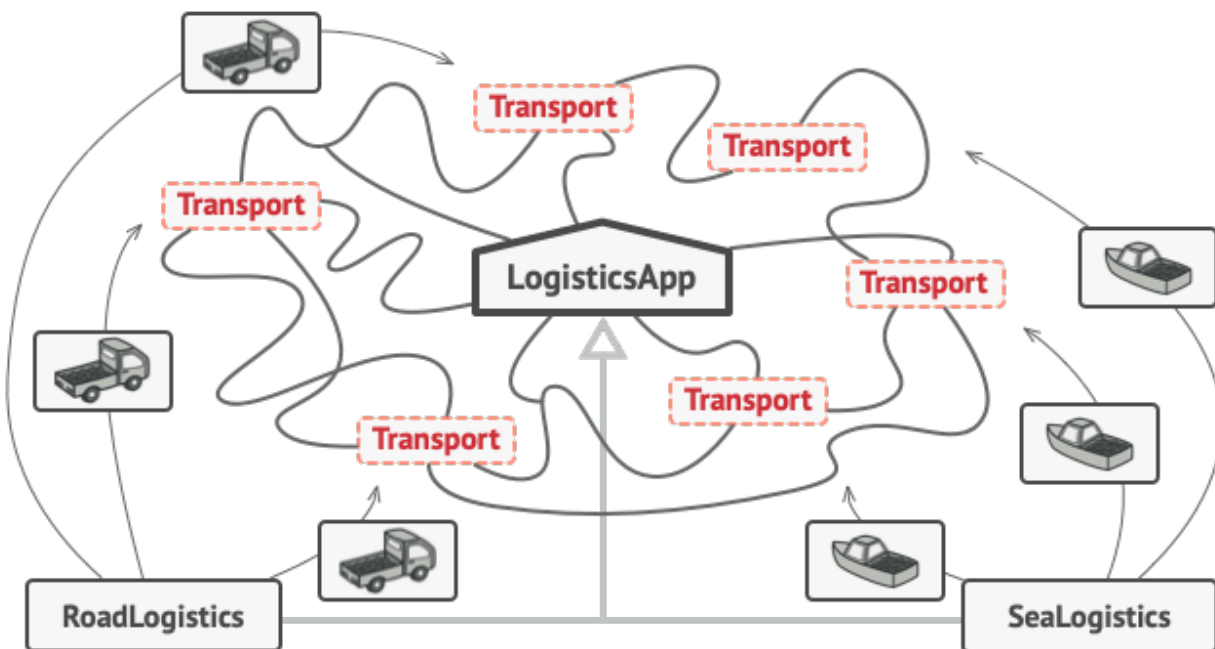 Transport
Transport
Transport
LogisticsApp
Transport
Transport
Transport
RoadLogistics
SeaLogistics